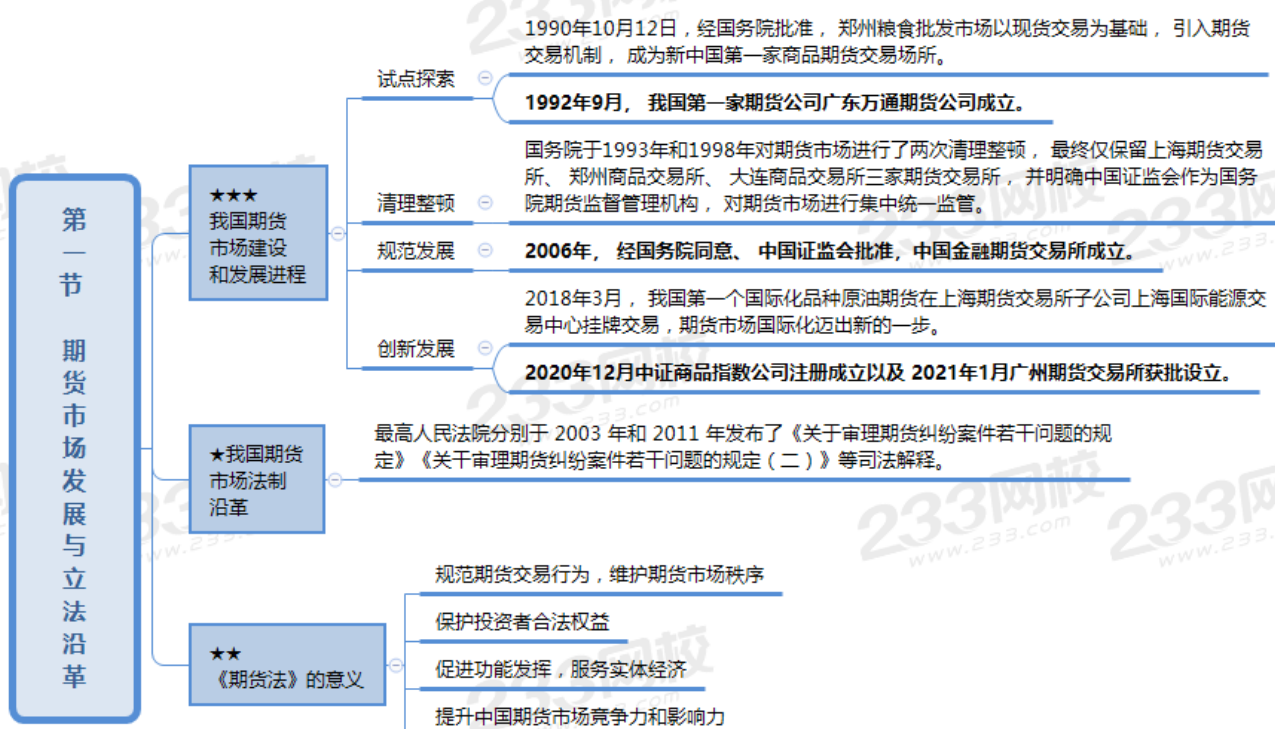 第一节 期货市场发展与立法沿革
★★★
我国期货
市场建设
和发展进程
试点探索
1990年10月12日，经国务院批准， 郑州粮食批发市场以现货交易为基础， 引入期货
交易机制， 成为新中国第一家商品期货交易场所。
1992年9月， 我国第一家期货公司广东万通期货公司成立。
清理整顿
国务院于1993年和1998年对期货市场进行了两次清理整顿， 最终仅保留上海期货交易
所、 郑州商品交易所、 大连商品交易所三家期货交易所， 并明确中国证监会作为国务
院期货监督管理机构， 对期货市场进行集中统一监管。
规范发展
2006年， 经国务院同意、 中国证监会批准，中国金融期货交易所成立。
创新发展
2018年3月， 我国第一个国际化品种原油期货在上海期货交易所子公司上海国际能源交
易中心挂牌交易，期货市场国际化迈出新的一步。
2020年12月中证商品指数公司注册成立以及 2021年1月广州期货交易所获批设立。
★我国期货
市场法制
沿革
最高人民法院分别于 2003 年和 2011 年发布了《关于审理期货纠纷案件若干问题的规
定》《关于审理期货纠纷案件若干问题的规定（二）》等司法解释。
★★
《期货法》的意义
规范期货交易行为，维护期货市场秩序
保护投资者合法权益
促进功能发挥，服务实体经济
提升中国期货市场竞争力和影响力
233网校
www.233.com